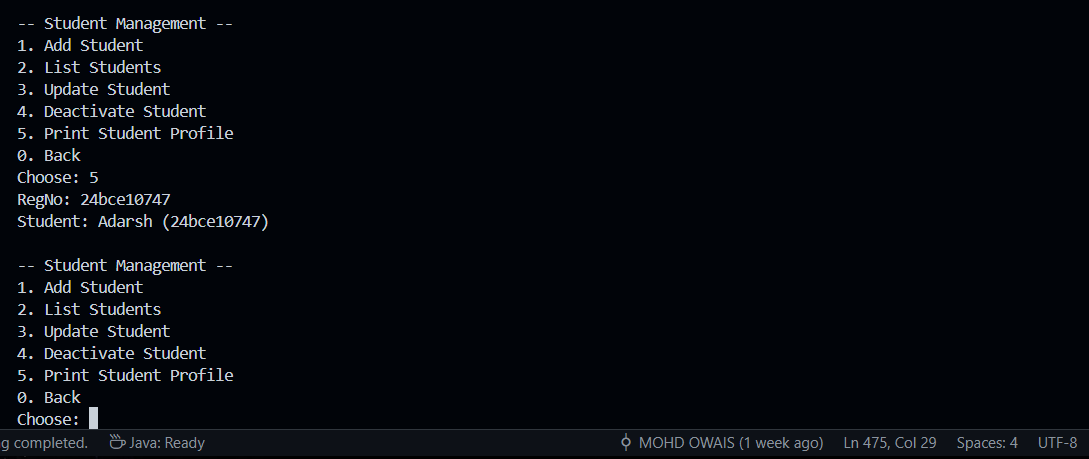 -- Student Management --
1. Add Student
2. List Students
3. Update Student
4. Deactivate Student
5. Print Student Profile
0. Back
Choose: 5
RegNo: 24bce10747
Student: Adarsh (24bce10747)
-- Student Management --
1. Add Student
2. List Students
3. Update Student
4. Deactivate Student
5. Print Student Profile
0. Back
Choose:
g completed. Java: Ready MOHD OWAIS (1 week ago) Ln 475, Col 29 Spaces: 4 UTF-8